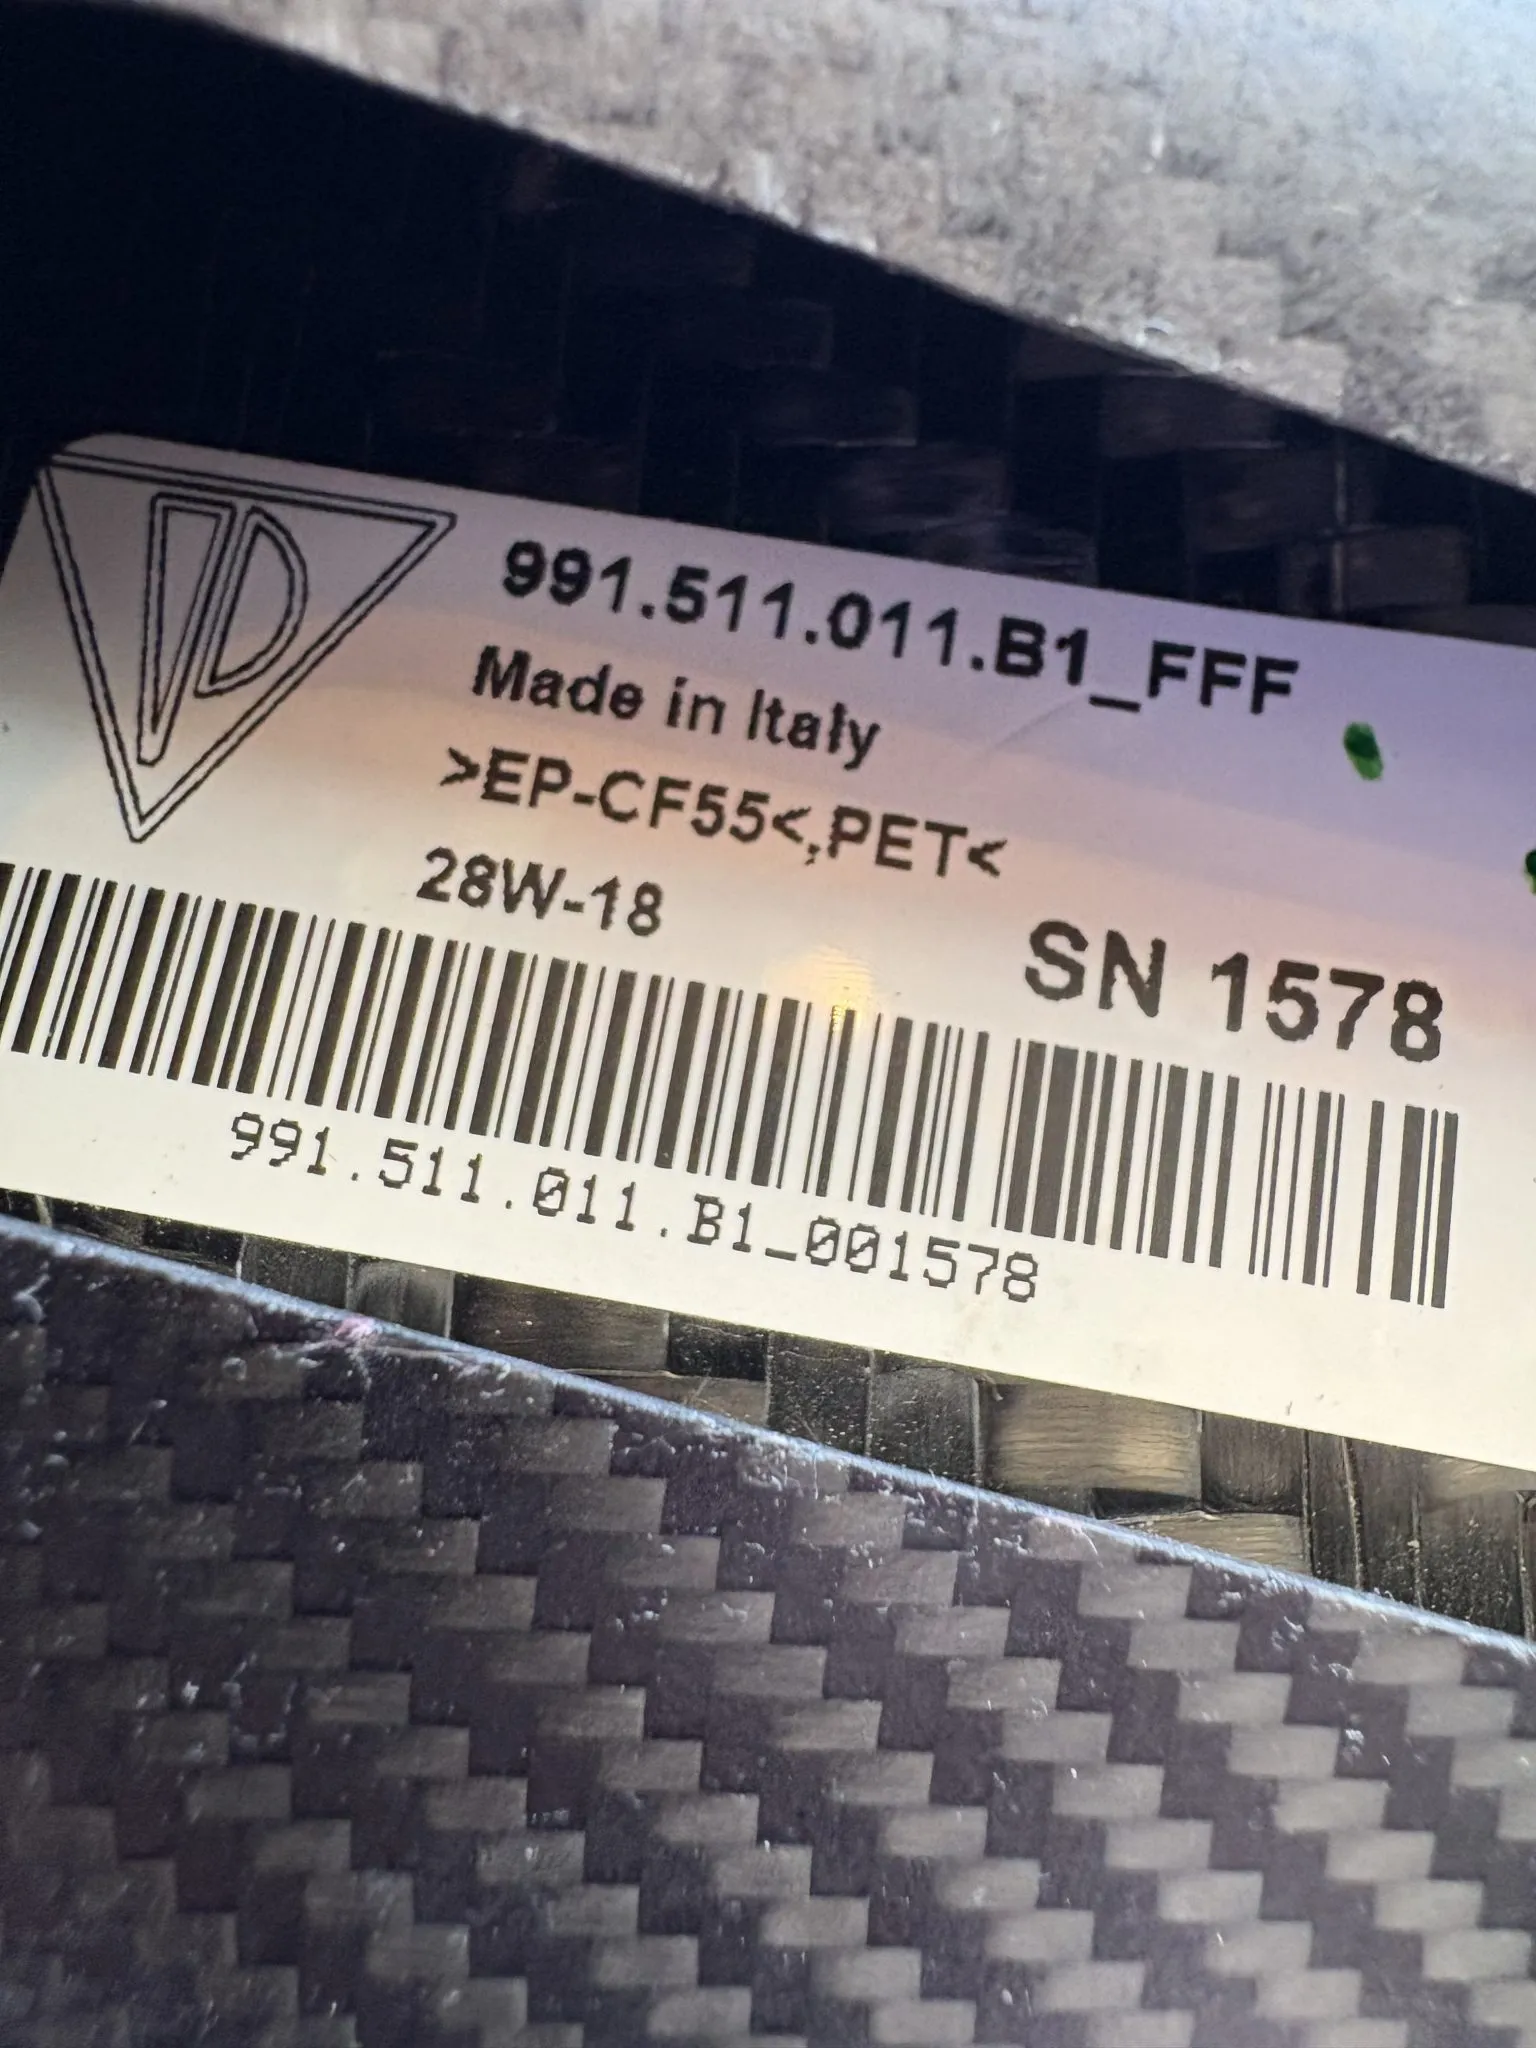 991.511.011.B1_FFF
Made in Italy
>EP-CF55<,PET<
28W-18
SN 1578
991.511.011.B1_001578